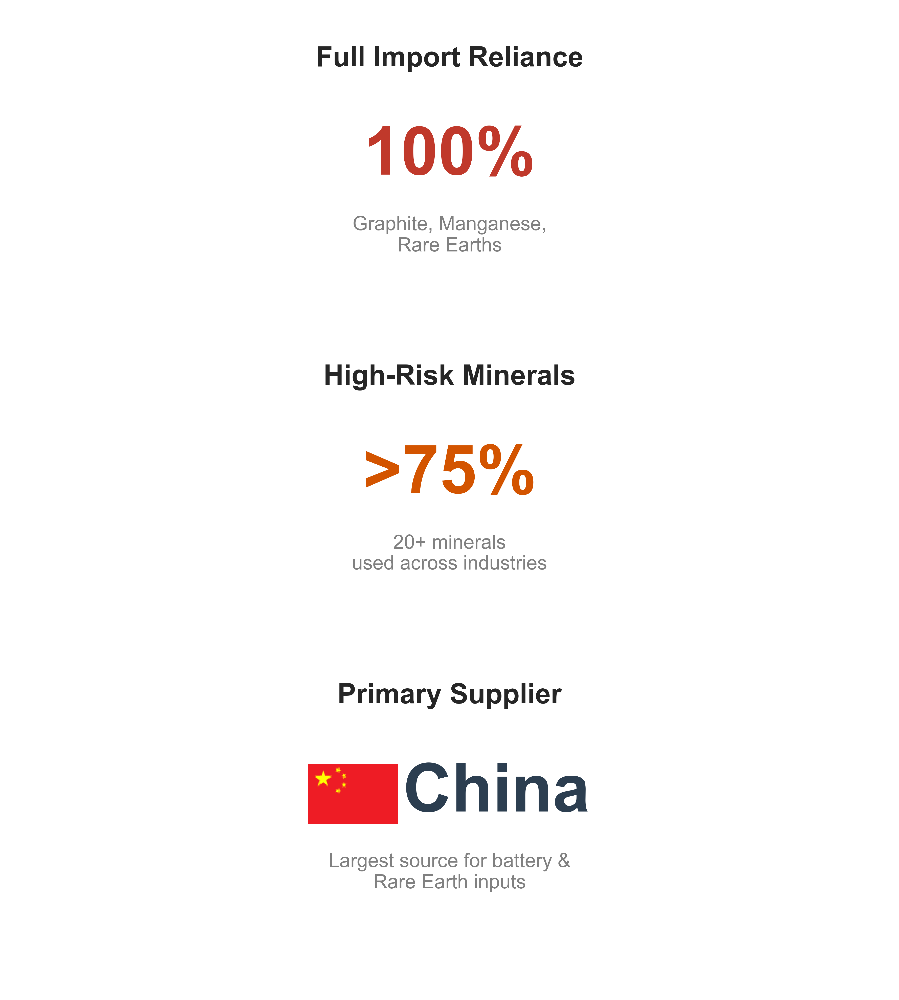 Full Import Reliance
100%
Graphite, Manganese,
Rare Earths
High-Risk Minerals
>75%
20+ minerals
used across industries
Primary Supplier
China
Largest source for battery &
Rare Earth inputs